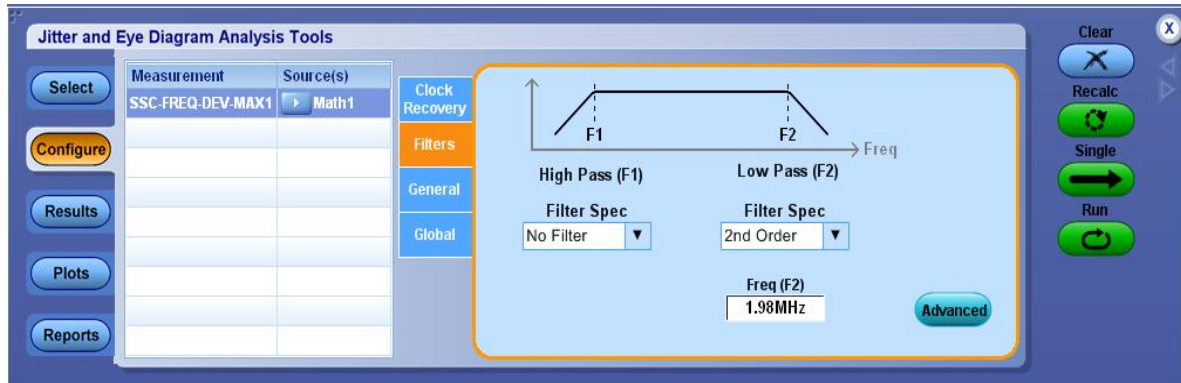 Jitter and Eye Diagram Analysis Tools
Clear
X
Select
Configure
Results
Plots
Reports
Measurement Source(s)
SSC-FREQ-DEV-MAX1 Math1
Clock
Recovery
Filters
General
Global
F1 F2 Freq
High Pass (F1) Low Pass (F2)
Filter Spec Filter Spec
No Filter 2nd Order
Freq (F2)
1.98MHz
Advanced
Recalc
Single
Run